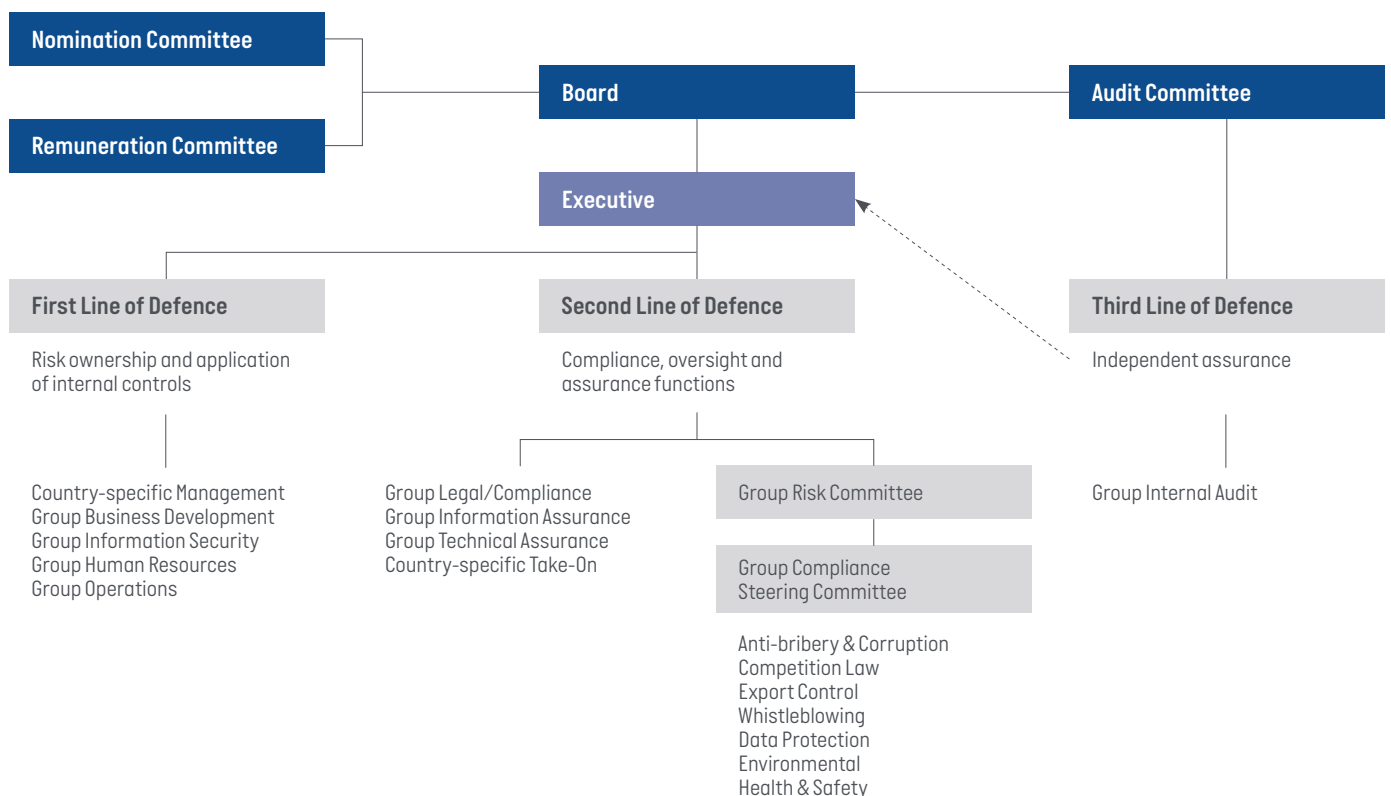 Nomination Committee
Remuneration Committee
Board
Audit Committee
Executive
First Line of Defence
Risk ownership and application
of internal controls
Country-specific Management
Group Business Development
Group Information Security
Group Human Resources
Group Operations
Second Line of Defence
Compliance, oversight and
assurance functions
Group Legal/Compliance
Group Information Assurance
Group Technical Assurance
Country-specific Take-On
Group Risk Committee
Group Compliance
Steering Committee
Anti-bribery & Corruption
Competition Law
Export Control
Whistleblowing
Data Protection
Environmental
Health & Safety
Third Line of Defence
Independent assurance
Group Internal Audit